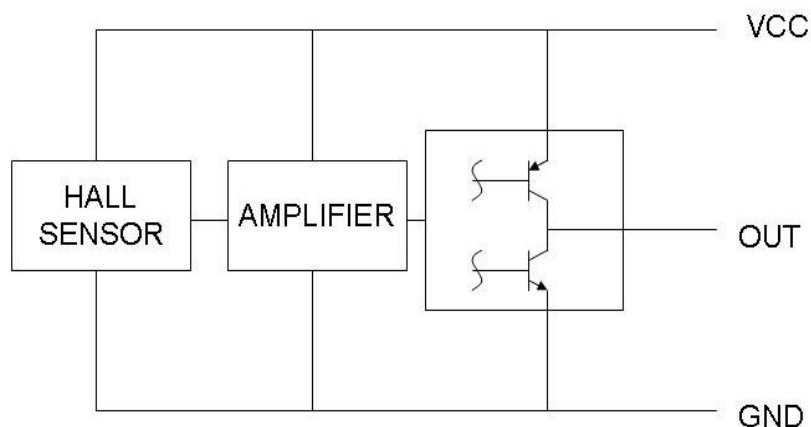 VCC
HALL
SENSOR
AMPLIFIER
OUT
GND